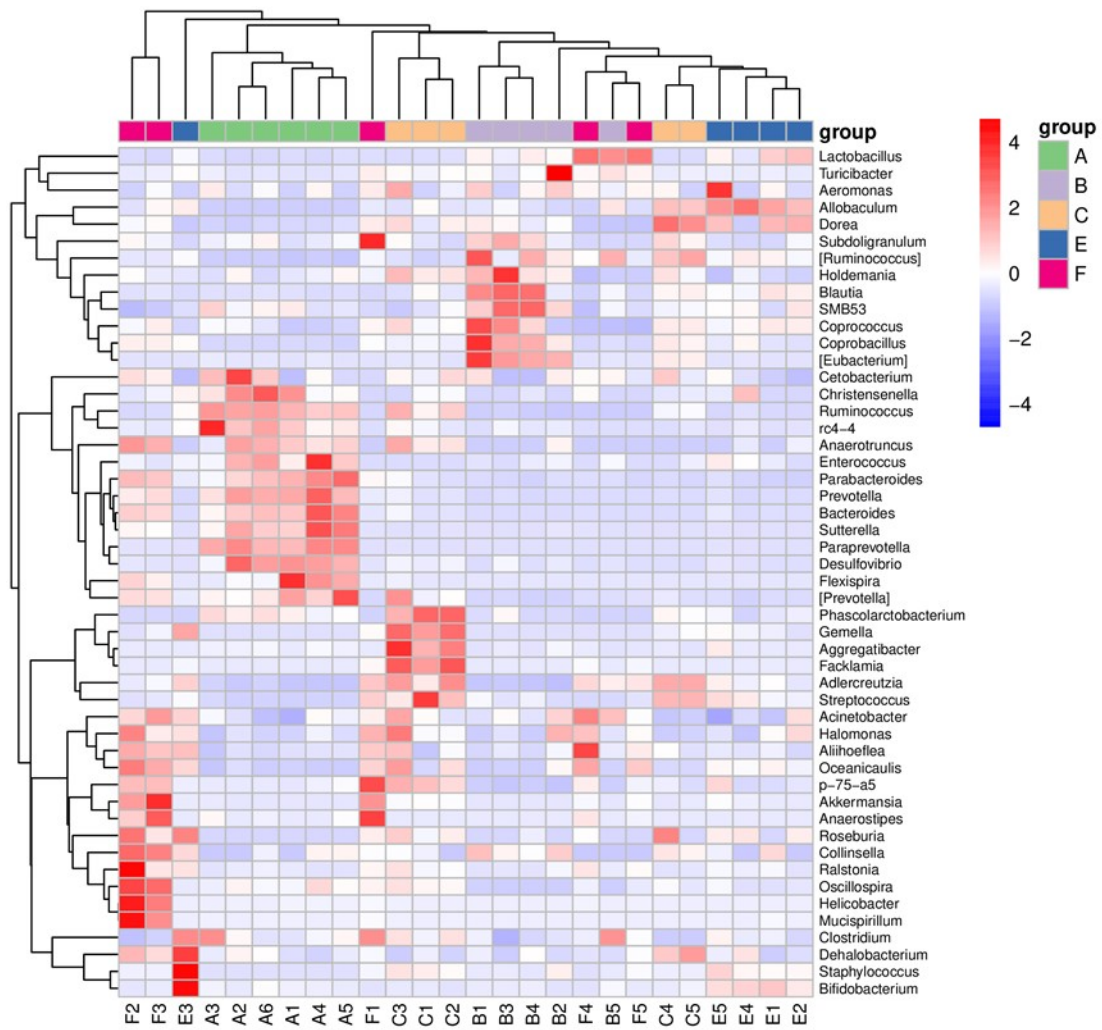 group
Lactobacillus
Turicibacter
Aeromonas
Allobaculum
Dorea
Subdoligranulum
[Ruminococcus]
Holdemania
Blautia
SMB53
Coprococcus
Coprobacillus
[Eubacterium]
Cetobacterium
Christensenella
Ruminococcus
rc4-4
Anaerotruncus
Enterococcus
Parabacteroides
Prevotella
Bacteroides
Sutterella
Paraprevotella
Desulfovibrio
Flexispira
[Prevotella]
Phascolarctobacterium
Gemella
Aggregatibacter
Facklamia
Adlercreutzia
Streptococcus
Acinetobacter
Halomonas
Aliihoeflea
Oceanicaulis
p-75-a5
Akkermansia
Anaerostipes
Roseburia
Collinsella
Ralstonia
Oscillospira
Helicobacter
Mucispirillum
Clostridium
Dehalobacterium
Staphylococcus
Bifidobacterium
F2 F3 E3 A3 A2 A6 A1 A4 A5 F1 C3 C1 C2 B1 B3 B4 B2 F4 B5 F5 C4 C5 E5 E4 E1 E2
4
2
0
−2
−4
group
A
B
C
E
F